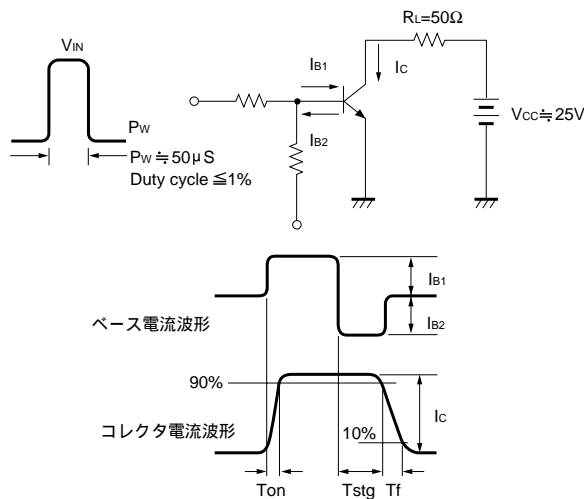 RL=50Ω
VIN
IB1
IC
PW
IB2
VCC≒25V
PW≒50μS
Duty cycle≦1%
IB1
ベース電流波形
IB2
90%
IC
コレクタ電流波形
10%
Ton
Tstg
Tf